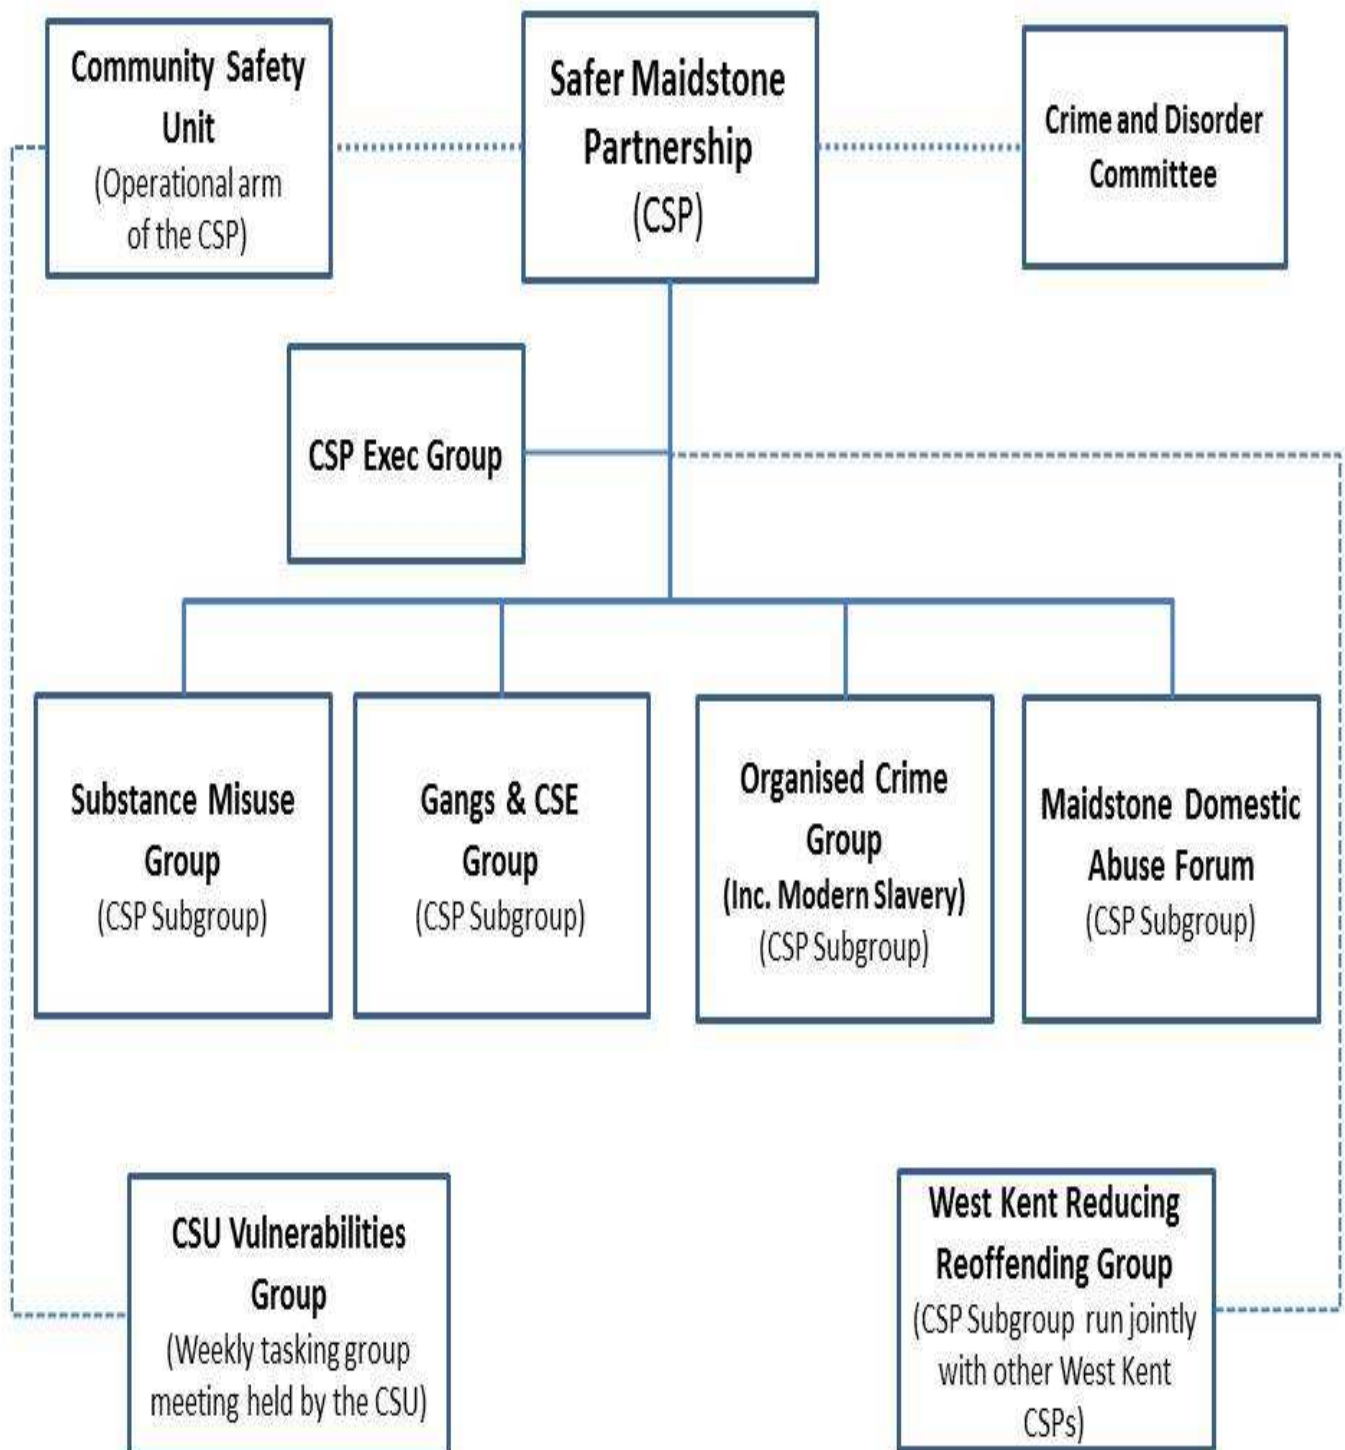 Community Safety
Unit
(Operational arm
of the CSP)
Safer Maidstone
Partnership
(CSP)
Crime and Disorder
Committee
CSP Exec Group
Substance Misuse
Group
(CSP Subgroup)
Gangs & CSE
Group
(CSP Subgroup)
Organised Crime
Group
(Inc. Modern Slavery)
(CSP Subgroup)
Maidstone Domestic
Abuse Forum
(CSP Subgroup)
CSU Vulnerabilities
Group
(Weekly tasking group
meeting held by the CSU)
West Kent Reducing
Reoffending Group
(CSP Subgroup run jointly
with other West Kent
CSPs)